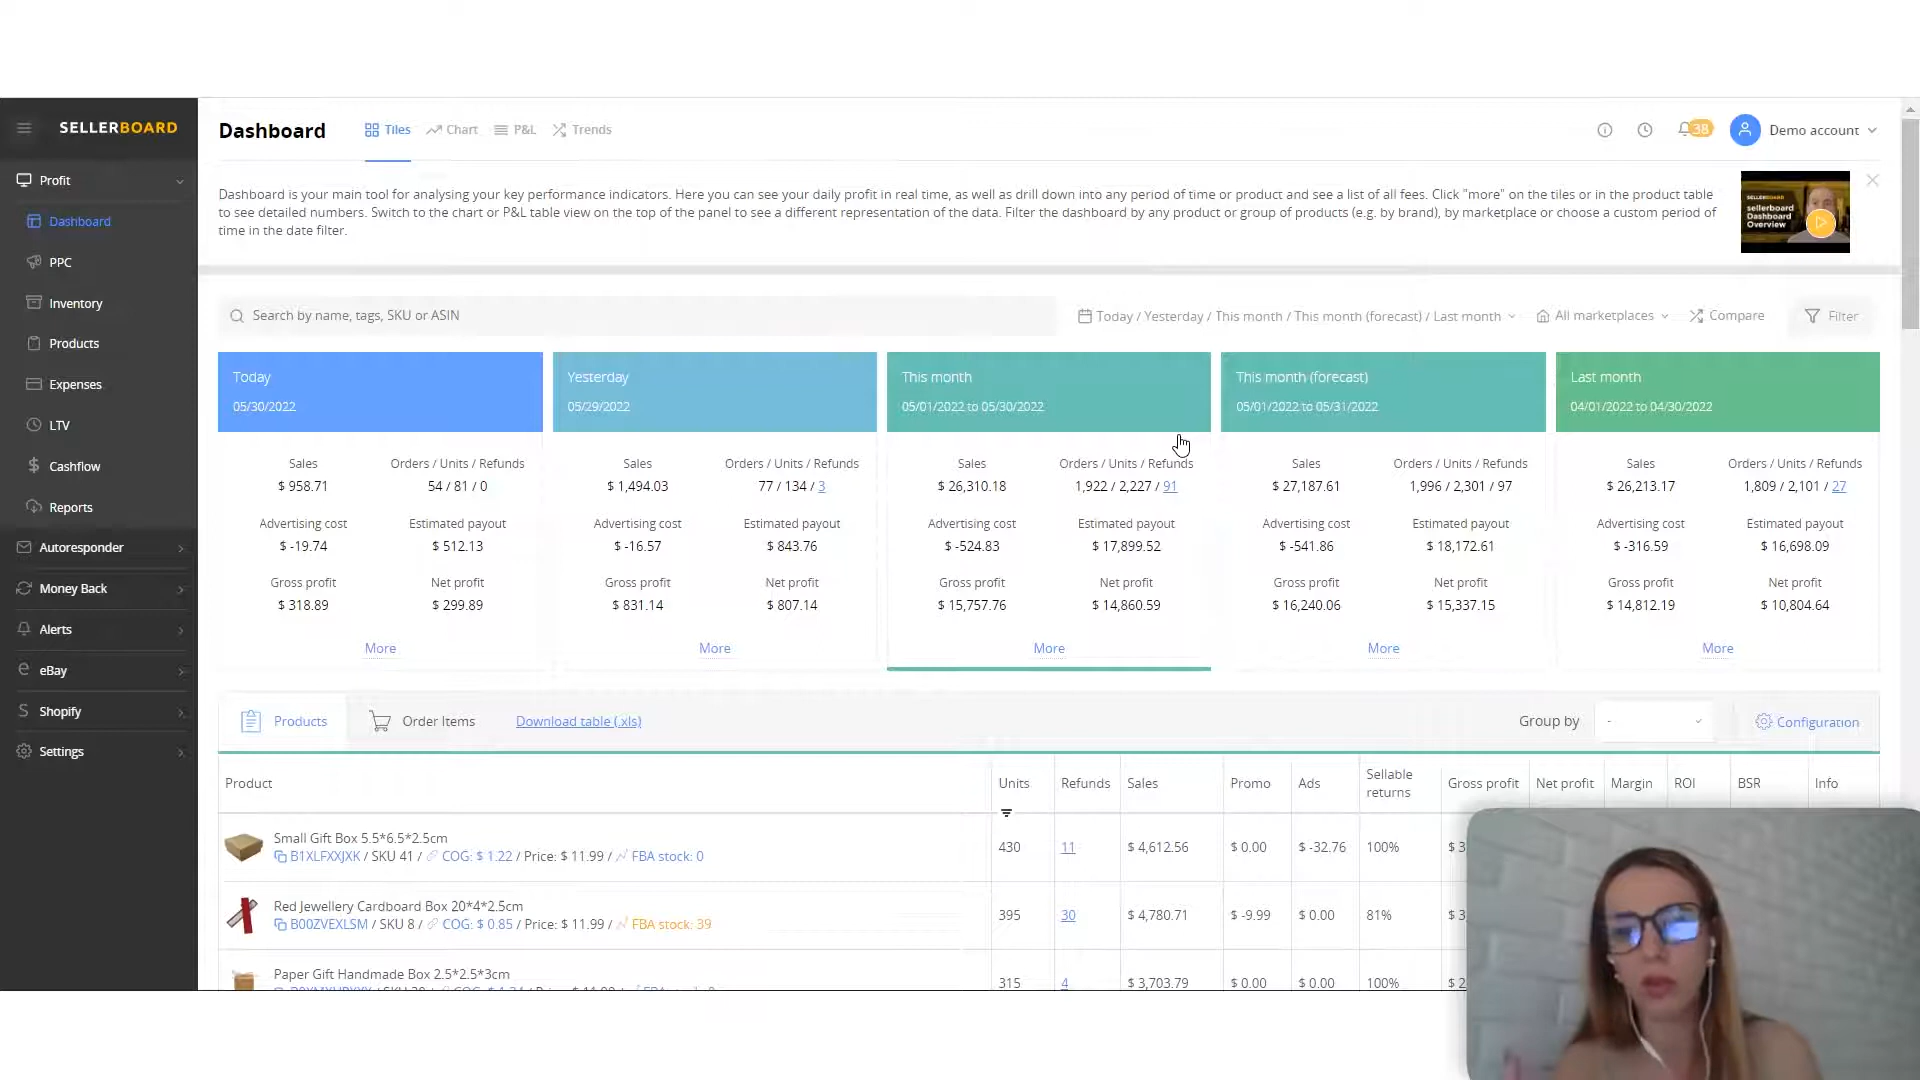 SELLERBOARD
Profit
Dashboard
PPC
Inventory
Products
Expenses
LTV
Cashflow
Reports
Autoresponder
Money Back
Alerts
eBay
Shopify
Settings
Dashboard
Tiles
Chart
P&L
Trends
38
Demo account
Dashboard is your main tool for analysing your key performance indicators. Here you can see your daily profit in real time, as well as drill down into any period of time or product and see a list of all fees. Click "more" on the tiles or in the product table
to see detailed numbers. Switch to the chart or P&L table view on the top of the panel to see a different representation of the data. Filter the dashboard by any product or group of products (e.g. by brand), by marketplace or choose a custom period of
time in the date filter.
SELLERBOARD
sellerboard
Dashboard
Overview
Search by name, tags, SKU or ASIN
Today / Yesterday / This month / This month (forecast) / Last month
All marketplaces
Compare
Filter
Today
05/30/2022
Sales
Orders / Units / Refunds
$ 958.71
54 / 81 / 0
Advertising cost
Estimated payout
$ -19.74
$ 512.13
Gross profit
Net profit
$ 318.89
$ 299.89
More
Yesterday
05/29/2022
Sales
Orders / Units / Refunds
$ 1,494.03
77 / 134 / 3
Advertising cost
Estimated payout
$ -16.57
$ 843.76
Gross profit
Net profit
$ 831.14
$ 807.14
More
This month
05/01/2022 to 05/30/2022
Sales
Orders / Units / Refunds
$ 26,310.18
1,922 / 2,227 / 91
Advertising cost
Estimated payout
$ -524.83
$ 17,899.52
Gross profit
Net profit
$ 15,757.76
$ 14,860.59
More
This month (forecast)
05/01/2022 to 05/31/2022
Sales
Orders / Units / Refunds
$ 27,187.61
1,996 / 2,301 / 97
Advertising cost
Estimated payout
$ -541.86
$ 18,172.61
Gross profit
Net profit
$ 16,240.06
$ 15,337.15
More
Last month
04/01/2022 to 04/30/2022
Sales
Orders / Units / Refunds
$ 26,213.17
1,809 / 2,101 / 27
Advertising cost
Estimated payout
$ -316.59
$ 16,698.09
Gross profit
Net profit
$ 14,812.19
$ 10,804.64
More
Products
Order Items
Download table (.xls)
Group by
-
Configuration
Product
Units
Refunds
Sales
Promo
Ads
Sellable
returns
Gross profit
Net profit
Margin
ROI
BSR
Info
Small Gift Box 5.5*6.5*2.5cm
B1XLFXXJXK / SKU 41 / COG: $ 1.22 / Price: $ 11.99 / FBA stock: 0
430
11
$ 4,612.56
$ 0.00
$ -32.76
100%
$ 3
Red Jewellery Cardboard Box 20*4*2.5cm
B00ZVEXLSM / SKU 8 / COG: $ 0.85 / Price: $ 11.99 / FBA stock: 39
395
30
$ 4,780.71
$ -9.99
$ 0.00
81%
$ 3
Paper Gift Handmade Box 2.5*2.5*3cm
315
4
$ 3,703.79
$ 0.00
$ 0.00
100%
$ 2